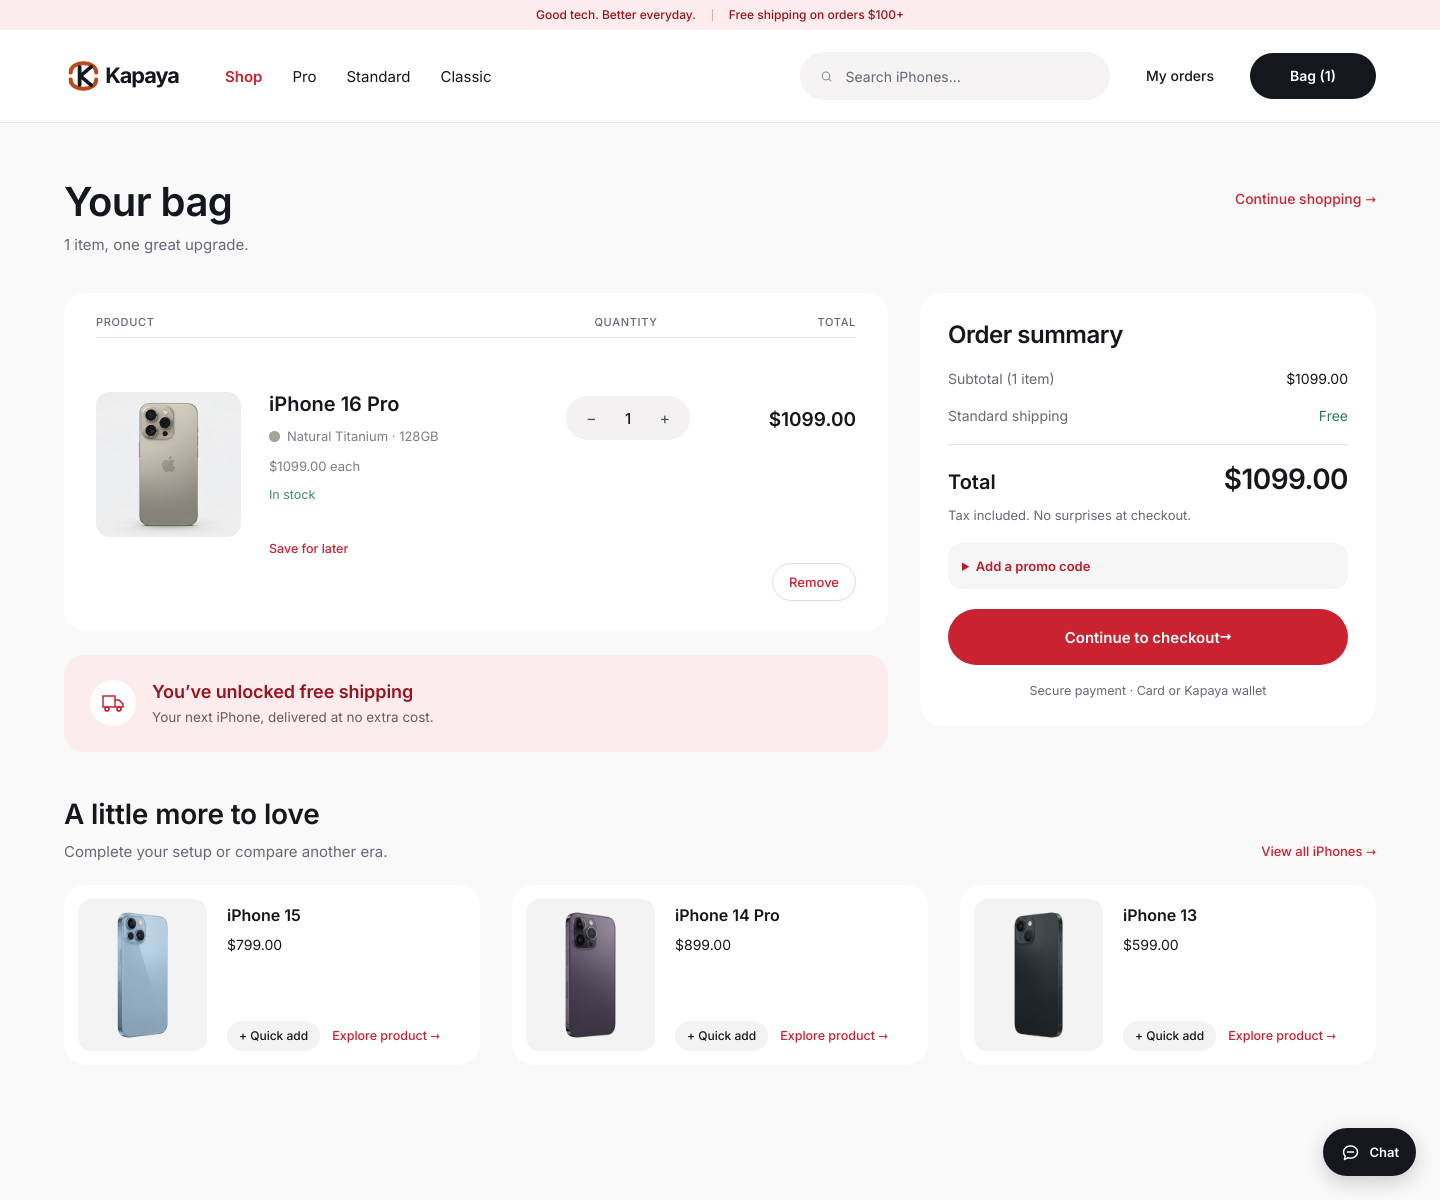 Good tech. Better everyday. Free shipping on orders $100+
Kapaya Shop Pro Standard Classic Search iPhones... My orders Bag (1)
Your bag
Continue shopping →
1 item, one great upgrade.
PRODUCT QUANTITY TOTAL
iPhone 16 Pro
− 1 + $1099.00
Natural Titanium · 128GB
$1099.00 each
In stock
Save for later
Remove
You’ve unlocked free shipping
Your next iPhone, delivered at no extra cost.
Order summary
Subtotal (1 item) $1099.00
Standard shipping Free
Total $1099.00
Tax included. No surprises at checkout.
Add a promo code
Continue to checkout→
Secure payment · Card or Kapaya wallet
A little more to love
Complete your setup or compare another era.
View all iPhones →
iPhone 15
$799.00
+ Quick add Explore product →
iPhone 14 Pro
$899.00
+ Quick add Explore product →
iPhone 13
$599.00
+ Quick add Explore product →
Chat